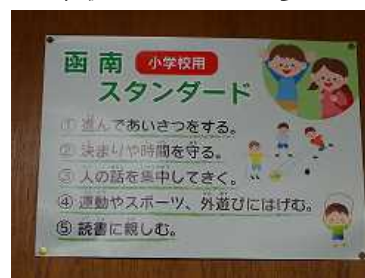 函南 小学校用
スタンダード
① 進んであいさつをする。
② 決まりや時間を守る。
③ 人の話を集中してきく。
④ 運動やスポーツ、外遊びにはげむ。
⑤ 読書に親しむ。